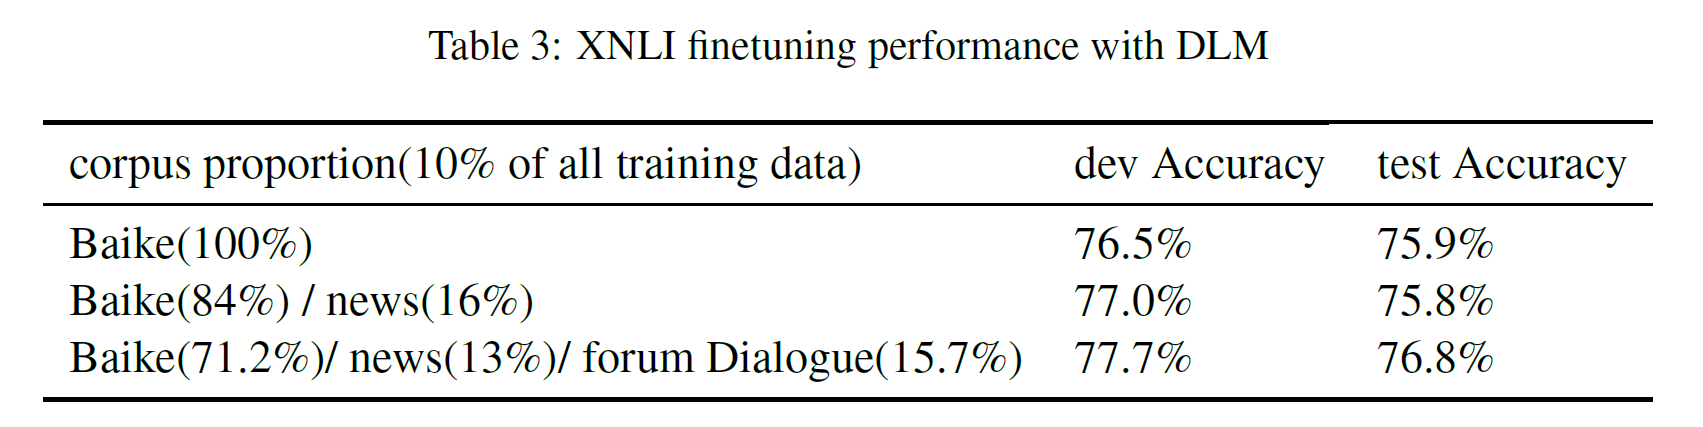 Table 3: XNLI finetuning performance with DLM
corpus proportion(10% of all training data) dev Accuracy test Accuracy
Baike(100%) 76.5% 75.9%
Baike(84%) / news(16%) 77.0% 75.8%
Baike(71.2%)/ news(13%)/ forum Dialogue(15.7%) 77.7% 76.8%